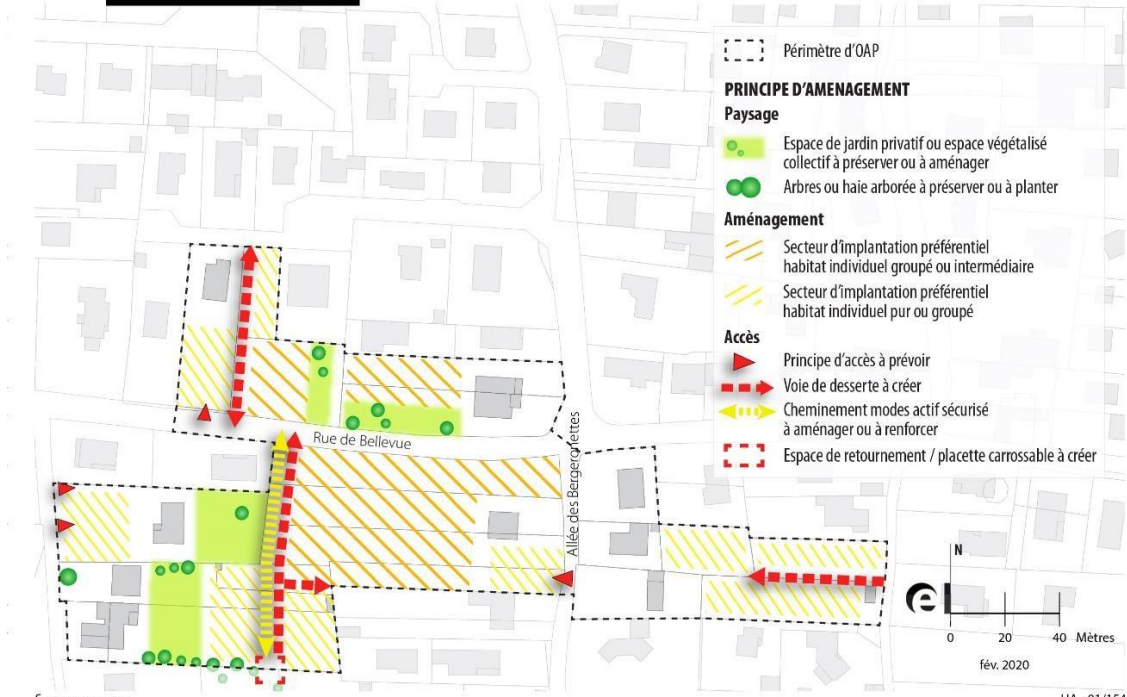 Périmètre d'OAP
PRINCIPE D'AMENAGEMENT
Paysage
Espace de jardin privatif ou espace végétalisé
collectif à préserver ou à aménager
Arbres ou haie arborée à préserver ou à planter
Aménagement
Secteur d'implantation préférentiel
habitat individuel groupé ou intermédiaire
Secteur d'implantation préférentiel
habitat individuel pur ou groupé
Accès
Principe d'accès à prévoir
Voie de desserte à créer
Cheminement modes actif sécurisé
à aménager ou à renforcer
Espace de retournement / placette carrossable à créer
Rue de Bellevue
Allée des Bergeronettes
N
e
0 20 40 Mètres
fév. 2020